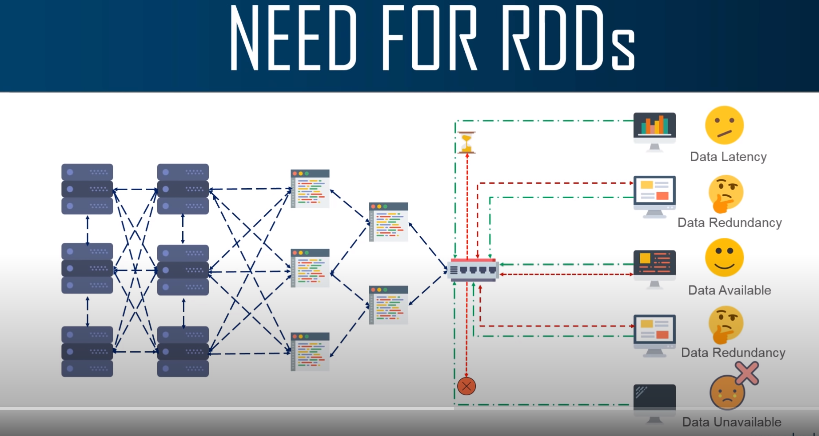 NEED FOR RDDs
Data Latency
Data Redundancy
Data Available
Data Redundancy
Data Unavailable